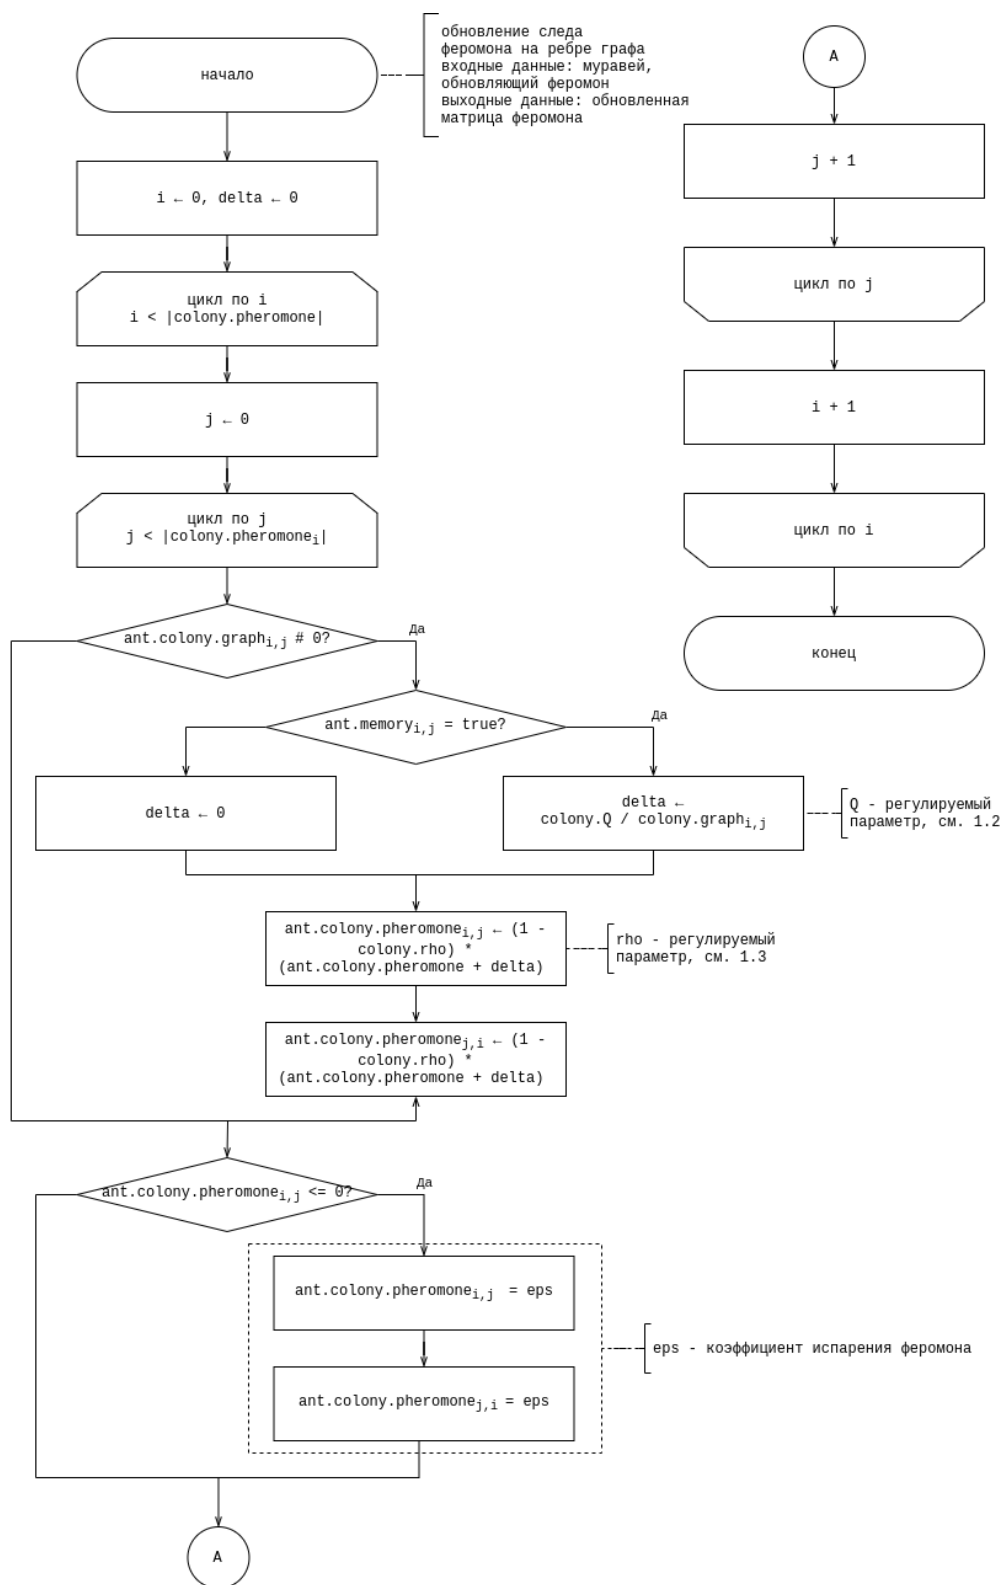 начало
обновление следа
феромона на ребре графа
входные данные: муравей,
обновляющий феромон
выходные данные: обновленная
матрица феромона
i ← 0, delta ← 0
цикл по i
i < |colony.pheromone|
j ← 0
цикл по j
j < |colony.pheromoneᵢ|
ant.colony.graphi,j # 0?
Да
ant.memoryi,j = true?
Да
delta ← 0
delta ←
colony.Q / colony.graphi,j
Q - регулируемый
параметр, см. 1.2
ant.colony.pheromonei,j ← (1 -
colony.rho) *
(ant.colony.pheromone + delta)
rho - регулируемый
параметр, см. 1.3
ant.colony.pheromonej,i ← (1 -
colony.rho) *
(ant.colony.pheromone + delta)
ant.colony.pheromonei,j <= 0?
Да
ant.colony.pheromonei,j = eps
ant.colony.pheromonej,i = eps
eps - коэффициент испарения феромона
A
A
j + 1
цикл по j
i + 1
цикл по i
конец